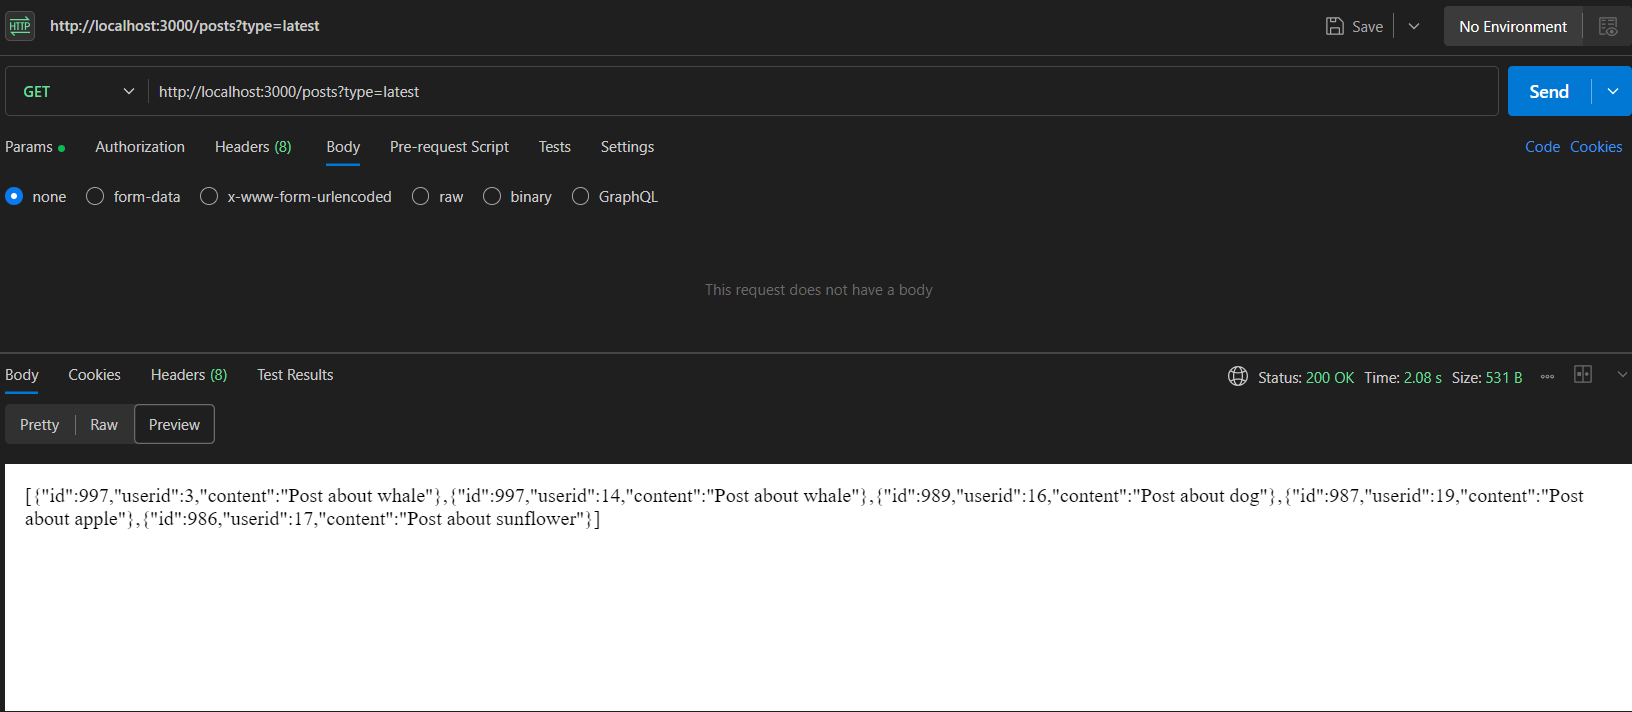 HTTP http://localhost:3000/posts?type=latest Save No Environment
GET http://localhost:3000/posts?type=latest Send
Params Authorization Headers (8) Body Pre-request Script Tests Settings Code Cookies
none form-data x-www-form-urlencoded raw binary GraphQL
This request does not have a body
Body Cookies Headers (8) Test Results Status: 200 OK Time: 2.08 s Size: 531 B
Pretty Raw Preview
[{"id":997,"userid":3,"content":"Post about whale"},{"id":997,"userid":14,"content":"Post about whale"},{"id":989,"userid":16,"content":"Post about dog"},{"id":987,"userid":19,"content":"Post
about apple"},{"id":986,"userid":17,"content":"Post about sunflower"}]